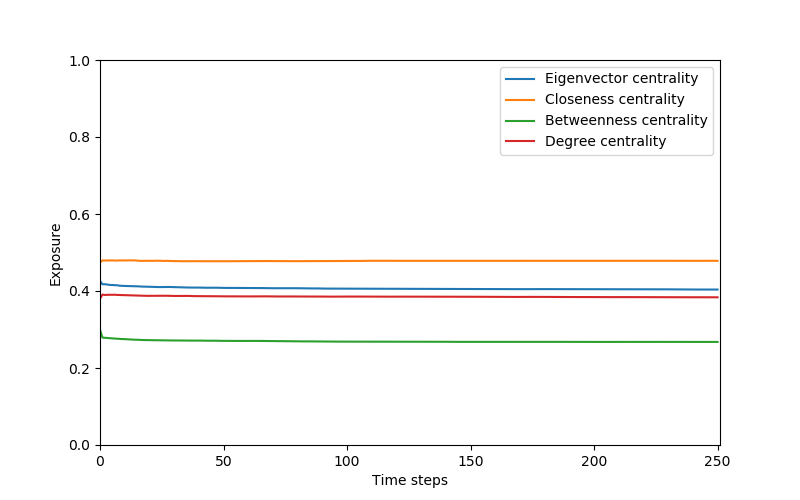 1.0
0.8
0.6
0.4
0.2
0.0
Exposure
Eigenvector centrality
Closeness centrality
Betweenness centrality
Degree centrality
0 50 100 150 200 250
Time steps